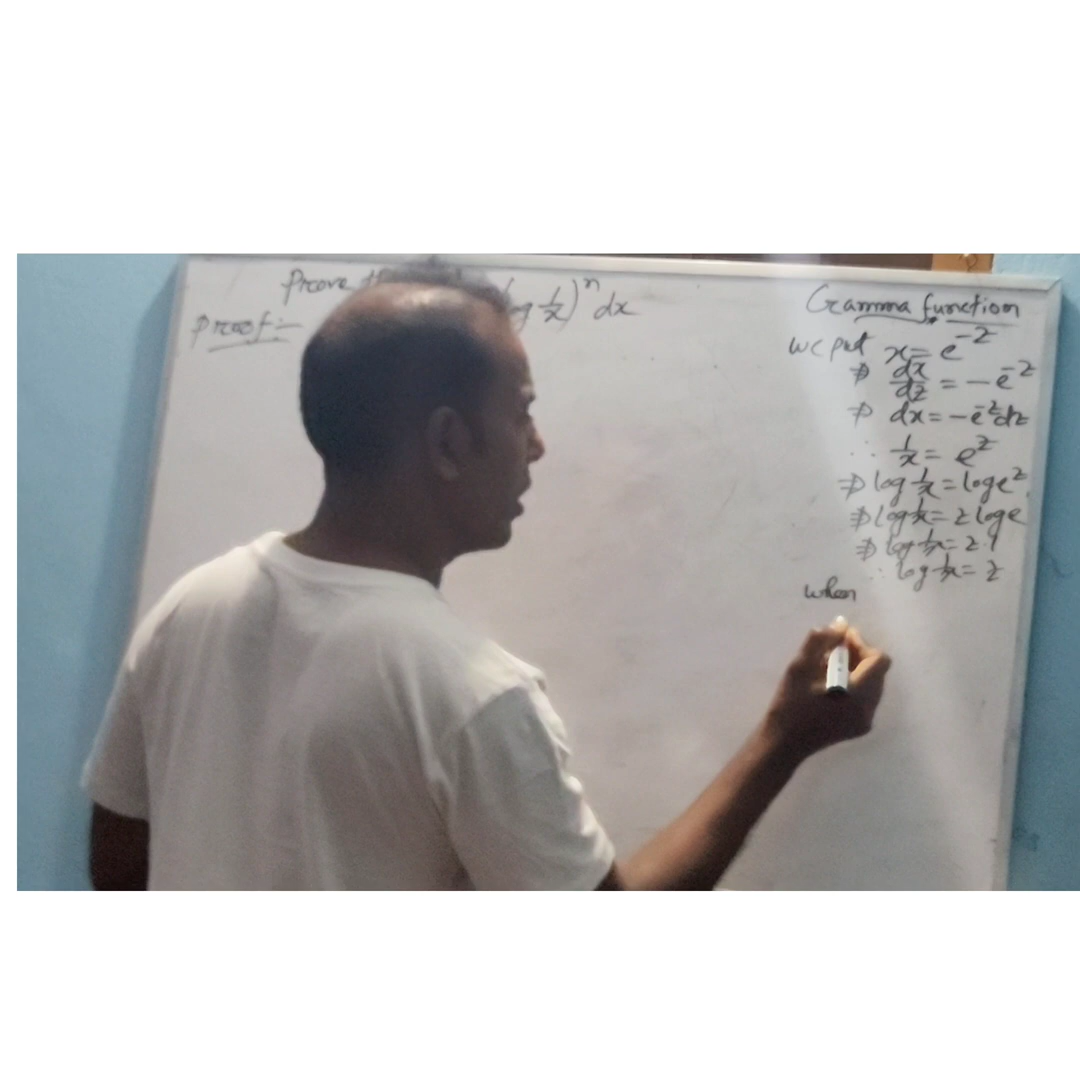 Prove
(log 1/x)^n dx
Proof:-
Gamma function
we put x = e^-z
⇒ dx/dz = -e^-z
⇒ dx = -e^-z dz
∴ 1/x = e^z
⇒ log 1/x = log e^z
⇒ log 1/x = z log e
⇒ log 1/x = z.1
∴ log 1/x = z
when